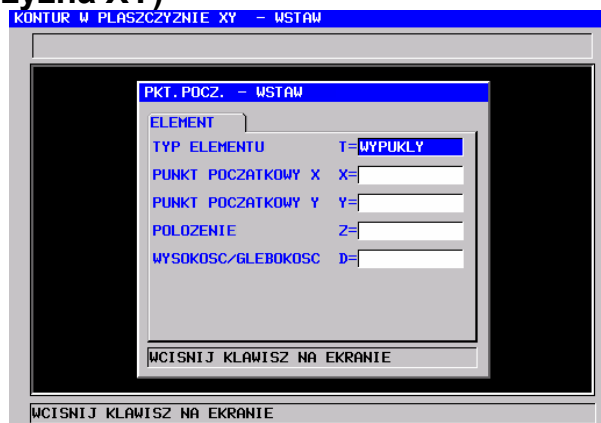 KONTUR W PLASZCZYZNIE XY - WSTAW
PKT.POCZ. - WSTAW
ELEMENT
TYP ELEMENTU T=WYPUKLY
PUNKT POCZATKOWY X X=
PUNKT POCZATKOWY Y Y=
POLOZENIE Z=
WYSOKOSC/GLEBOKOSC D=
WCISNIJ KLAWISZ NA EKRANIE
WCISNIJ KLAWISZ NA EKRANIE